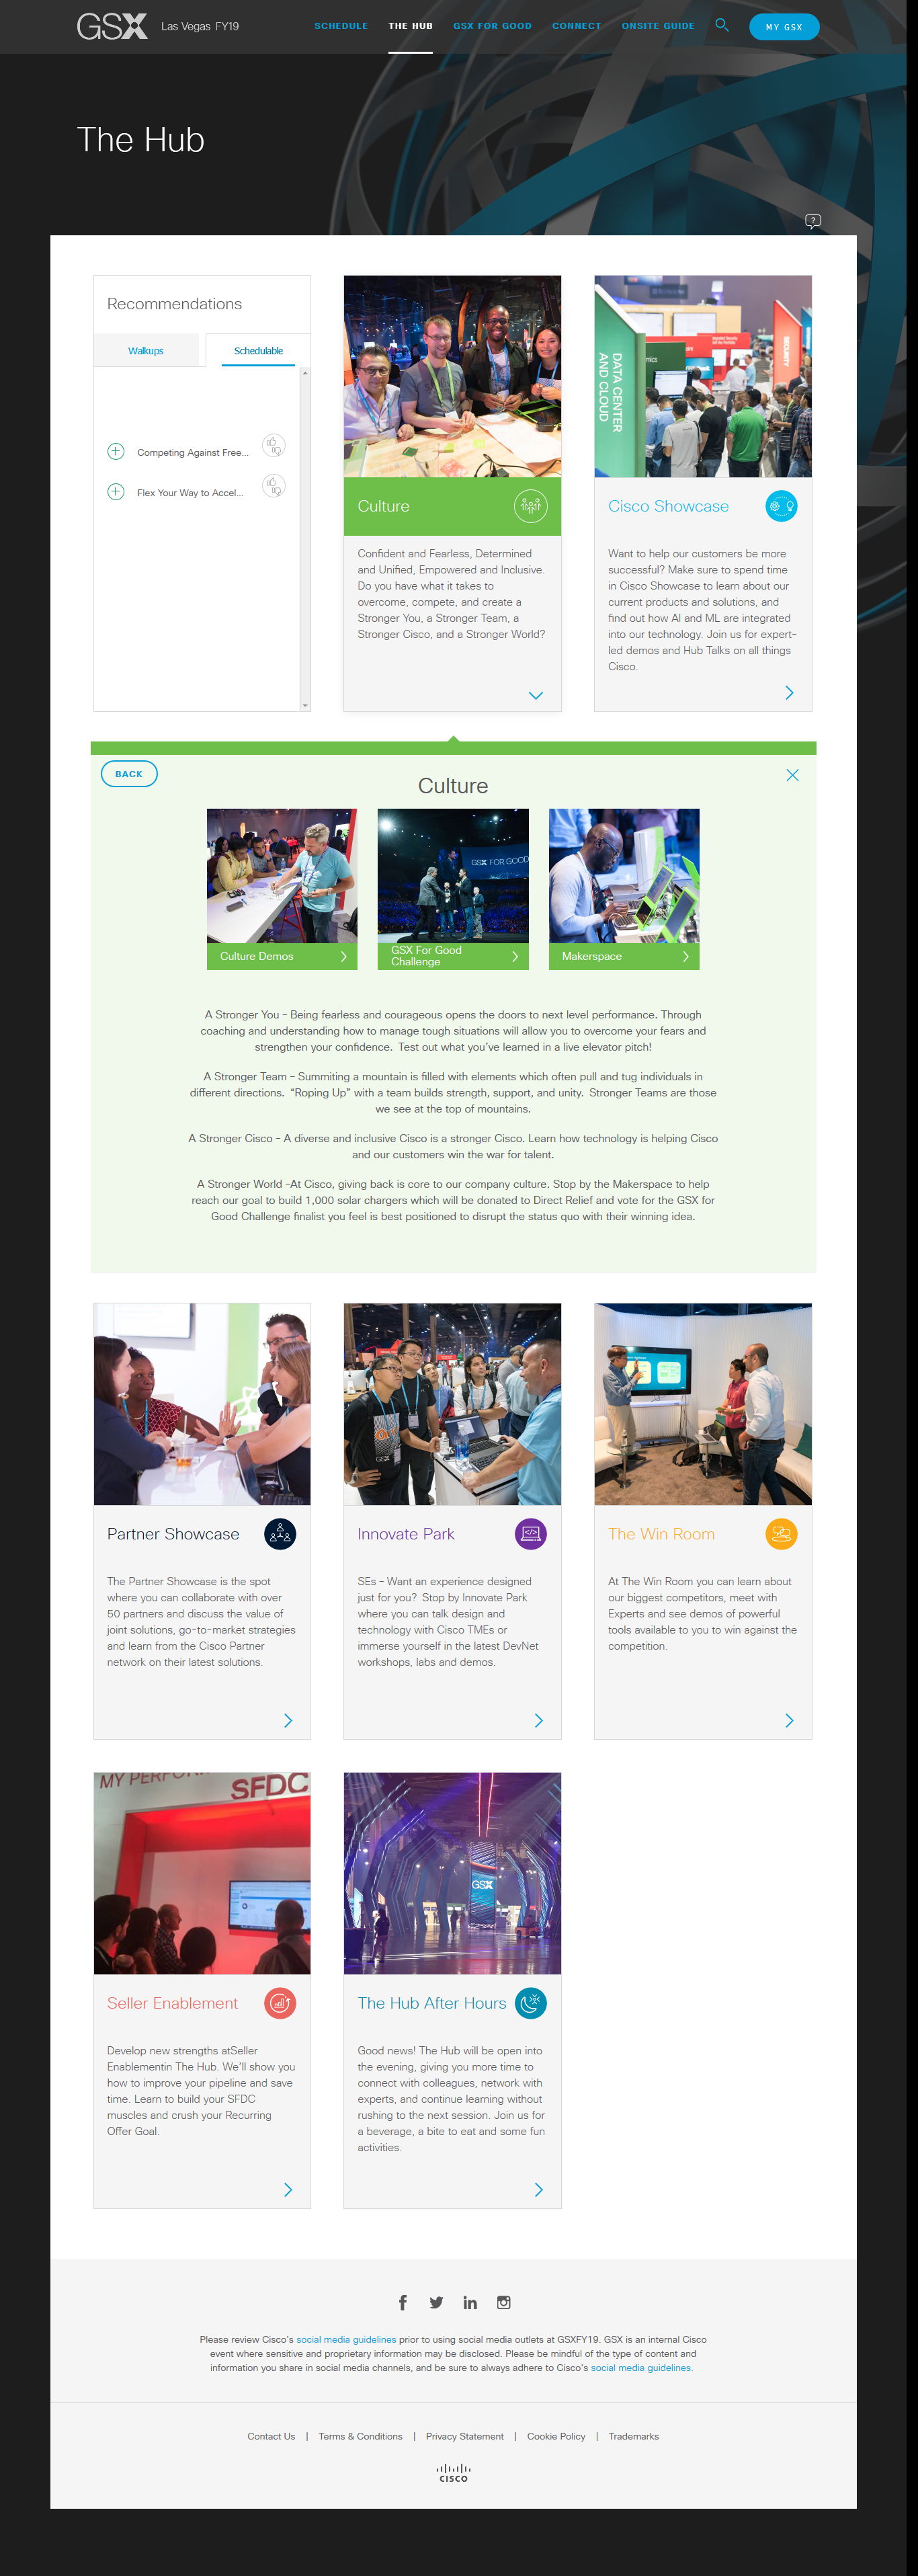 GSX Las Vegas FY19
SCHEDULE THE HUB GSX FOR GOOD CONNECT ONSITE GUIDE MY GSX
The Hub
?
Recommendations
Walkups Schedulable
Competing Against Free...
Flex Your Way to Accel...
Culture
Confident and Fearless, Determined
and Unified, Empowered and Inclusive.
Do you have what it takes to
overcome, compete, and create a
Stronger You, a Stronger Team, a
Stronger Cisco, and a Stronger World?
DATA CENTER
AND CLOUD
SECURITY
Cisco Showcase
Want to help our customers be more
successful? Make sure to spend time
in Cisco Showcase to learn about our
current products and solutions, and
find out how AI and ML are integrated
into our technology. Join us for expert-
led demos and Hub Talks on all things
Cisco.
BACK
Culture
Culture Demos
GSX FOR GOOD
GSX For Good
Challenge
Makerspace
A Stronger You – Being fearless and courageous opens the doors to next level performance. Through
coaching and understanding how to manage tough situations will allow you to overcome your fears and
strengthen your confidence. Test out what you've learned in a live elevator pitch!
A Stronger Team – Summiting a mountain is filled with elements which often pull and tug individuals in
different directions. “Roping Up” with a team builds strength, support, and unity. Stronger Teams are those
we see at the top of mountains.
A Stronger Cisco – A diverse and inclusive Cisco is a stronger Cisco. Learn how technology is helping Cisco
and our customers win the war for talent.
A Stronger World –At Cisco, giving back is core to our company culture. Stop by the Makerspace to help
reach our goal to build 1,000 solar chargers which will be donated to Direct Relief and vote for the GSX for
Good Challenge finalist you feel is best positioned to disrupt the status quo with their winning idea.
Partner Showcase
The Partner Showcase is the spot
where you can collaborate with over
50 partners and discuss the value of
joint solutions, go-to-market strategies
and learn from the Cisco Partner
network on their latest solutions.
GSX
Innovate Park
SEs – Want an experience designed
just for you? Stop by Innovate Park
where you can talk design and
technology with Cisco TMEs or
immerse yourself in the latest DevNet
workshops, labs and demos.
The Win Room
At The Win Room you can learn about
our biggest competitors, meet with
Experts and see demos of powerful
tools available to you to win against the
competition.
MY PERFOR
SFDC
Seller Enablement
Develop new strengths atSeller
Enablementin The Hub. We'll show you
how to improve your pipeline and save
time. Learn to build your SFDC
muscles and crush your Recurring
Offer Goal.
GSX
The Hub After Hours
Good news! The Hub will be open into
the evening, giving you more time to
connect with colleagues, network with
experts, and continue learning without
rushing to the next session. Join us for
a beverage, a bite to eat and some fun
activities.
Please review Cisco's social media guidelines prior to using social media outlets at GSXFY19. GSX is an internal Cisco
event where sensitive and proprietary information may be disclosed. Please be mindful of the type of content and
information you share in social media channels, and be sure to always adhere to Cisco's social media guidelines.
Contact Us | Terms & Conditions | Privacy Statement | Cookie Policy | Trademarks
CISCO